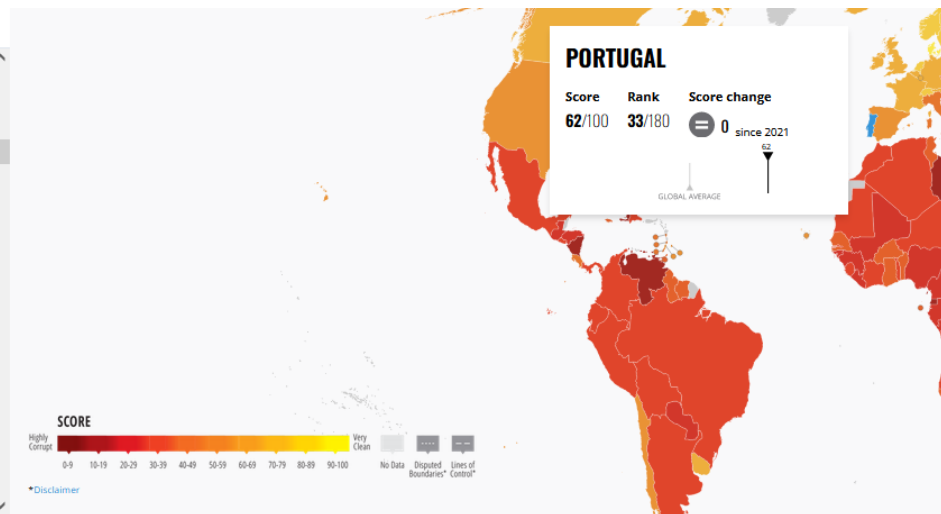 PORTUGAL
Score Rank Score change
62/100 33/180 = 0 since 2021
62
GLOBAL AVERAGE
SCORE
Highly Corrupt
Very Clean
0-9 10-19 20-29 30-39 40-49 50-59 60-69 70-79 80-89 90-100
No Data
Disputed Boundaries*
Lines of Control*
*Disclaimer